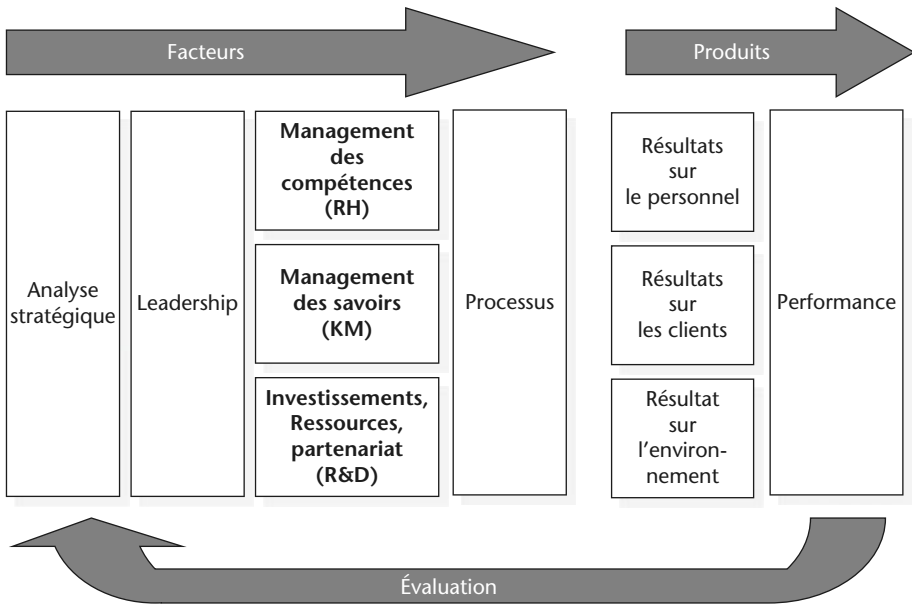 Facteurs
Produits
Analyse
stratégique
Leadership
Management
des
compétences
(RH)
Management
des savoirs
(KM)
Investissements,
Ressources,
partenariat
(R&D)
Processus
Résultats
sur
le personnel
Résultats
sur
les clients
Résultat
sur
l'environ-
nement
Performance
Évaluation